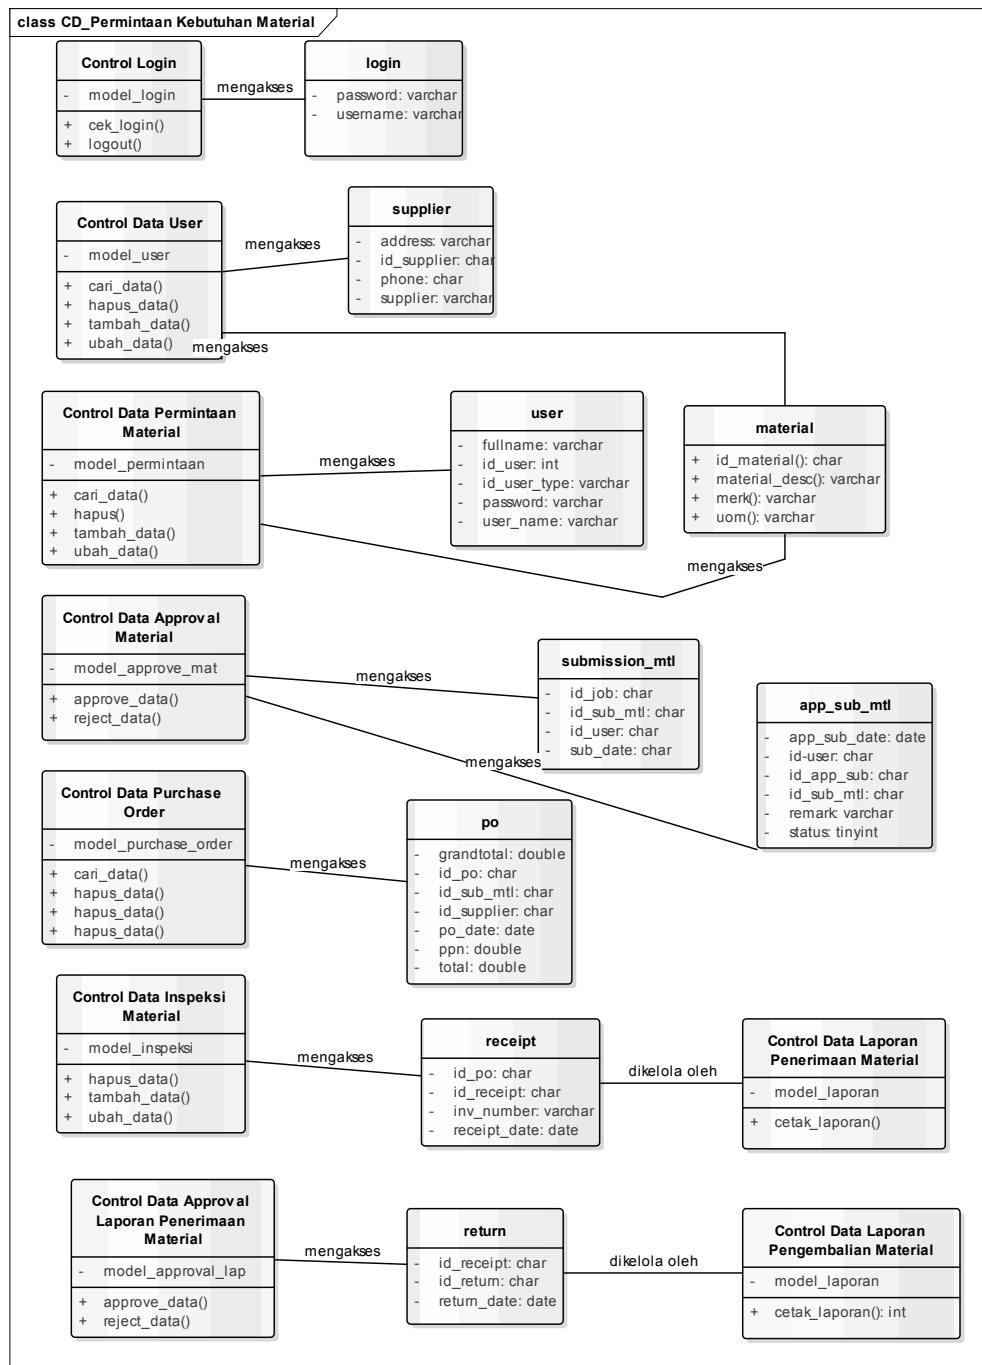 class CD_Permintaan Kebutuhan Material
Control Login
- model_login
+ cek_login()
+ logout()
mengakses
login
- password: varchar
- username: varchar
Control Data User
- model_user
+ cari_data()
+ hapus_data()
+ tambah_data()
+ ubah_data()
mengakses
supplier
- address: varchar
- id_supplier: char
- phone: char
- supplier: varchar
mengakses
Control Data Permintaan
Material
- model_permintaan
+ cari_data()
+ hapus()
+ tambah_data()
+ ubah_data()
mengakses
user
- fullname: varchar
- id_user: int
- id_user_type: varchar
- password: varchar
- user_name: varchar
material
+ id_material(): char
+ material_desc(): varchar
+ merk(): varchar
+ uom(): varchar
mengakses
Control Data Approval
Material
- model_approve_mat
+ approve_data()
+ reject_data()
mengakses
submission_mtl
- id_job: char
- id_sub_mtl: char
- id_user: char
- sub_date: char
mengakses
app_sub_mtl
- app_sub_date: date
- id-user: char
- id_app_sub: char
- id_sub_mtl: char
- remark: varchar
- status: tinyint
Control Data Purchase
Order
- model_purchase_order
+ cari_data()
+ hapus_data()
+ hapus_data()
+ hapus_data()
mengakses
po
- grandtotal: double
- id_po: char
- id_sub_mtl: char
- id_supplier: char
- po_date: date
- ppn: double
- total: double
Control Data Inspeksi
Material
- model_inspeksi
+ hapus_data()
+ tambah_data()
+ ubah_data()
mengakses
receipt
- id_po: char
- id_receipt: char
- inv_number: varchar
- receipt_date: date
dikelola oleh
Control Data Laporan
Penerimaan Material
- model_laporan
+ cetak_laporan()
Control Data Approval
Laporan Penerimaan
Material
- model_approval_lap
+ approve_data()
+ reject_data()
mengakses
return
- id_receipt: char
- id_return: char
- return_date: date
dikelola oleh
Control Data Laporan
Pengembalian Material
- model_laporan
+ cetak_laporan(): int